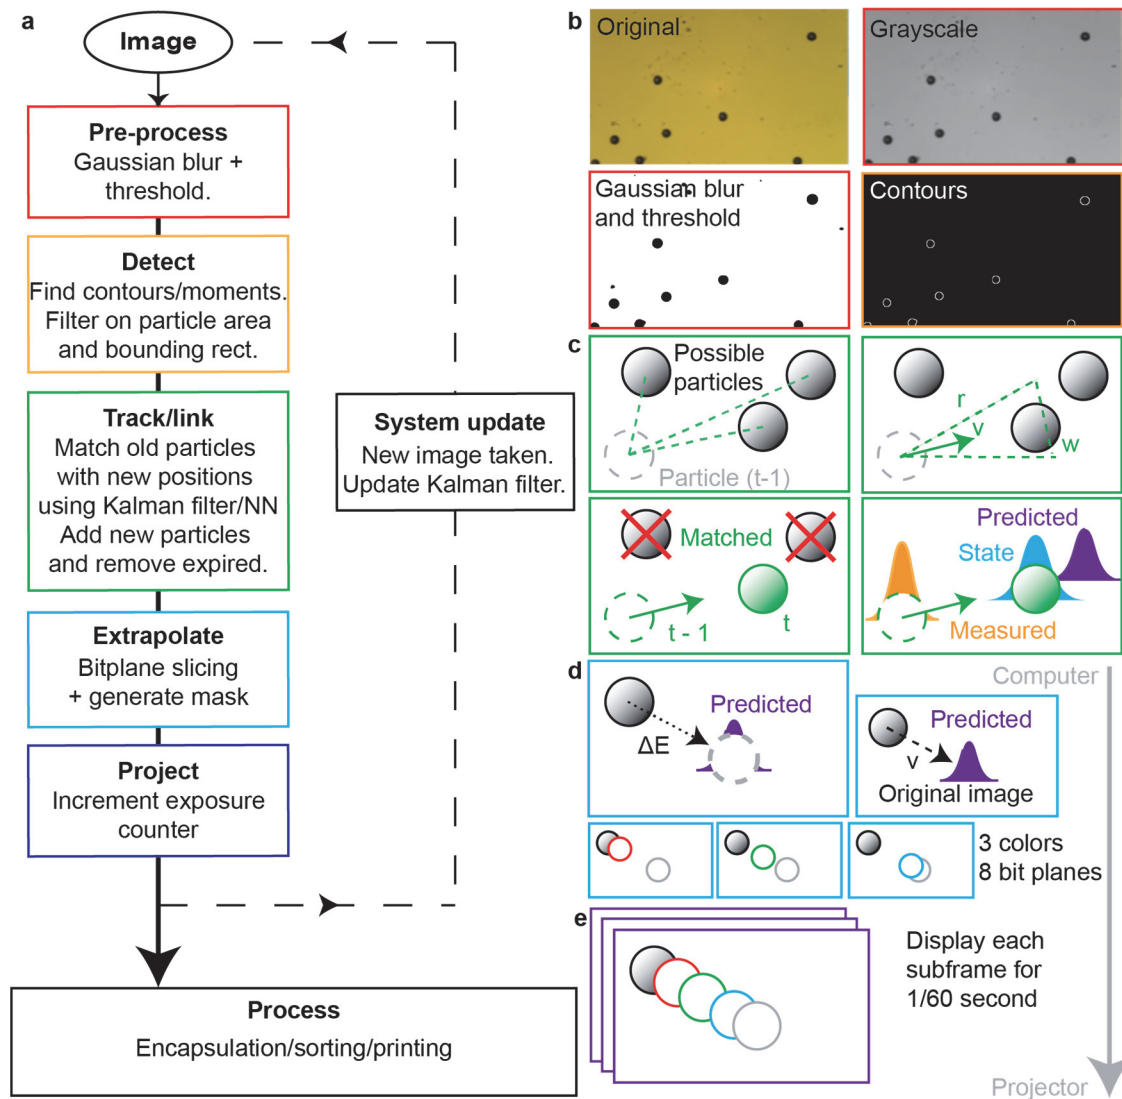 a
Image
Pre-process
Gaussian blur +
threshold.
Detect
Find contours/moments.
Filter on particle area
and bounding rect.
Track/link
Match old particles
with new positions
using Kalman filter/NN
Add new particles
and remove expired.
System update
New image taken.
Update Kalman filter.
Extrapolate
Bitplane slicing
+ generate mask
Project
Increment exposure
counter
Process
Encapsulation/sorting/printing
b
Original
Grayscale
Gaussian blur
and threshold
Contours
c
Possible
particles
Particle (t-1)
r
v
w
Matched
t - 1
t
Predicted
State
Measured
d
Computer
Predicted
ΔE
Predicted
v
Original image
3 colors
8 bit planes
e
Display each
subframe for
1/60 second
Projector